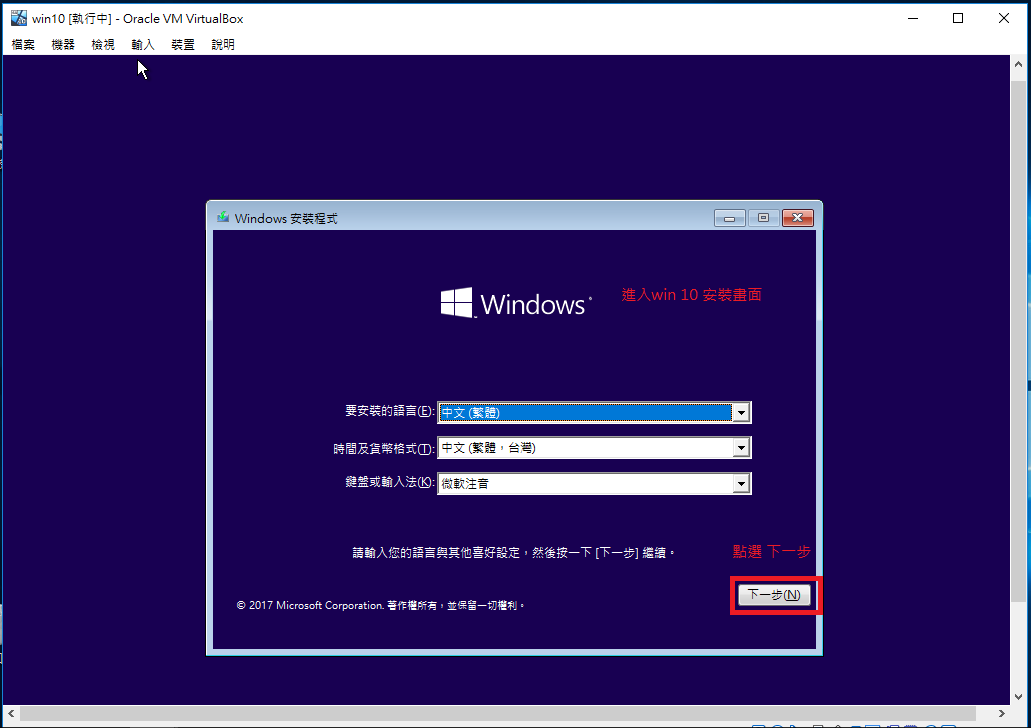 win10 [執行中] - Oracle VM VirtualBox
檔案 機器 檢視 輸入 裝置 說明
Windows 安裝程式
Windows
進入win 10 安裝畫面
要安裝的語言(E): 中文 (繁體)
時間及貨幣格式(T): 中文 (繁體，台灣)
鍵盤或輸入法(K): 微軟注音
請輸入您的語言與其他喜好設定，然後按一下 [下一步] 繼續。
點選 下一步
下一步(N)
© 2017 Microsoft Corporation. 著作權所有，並保留一切權利。